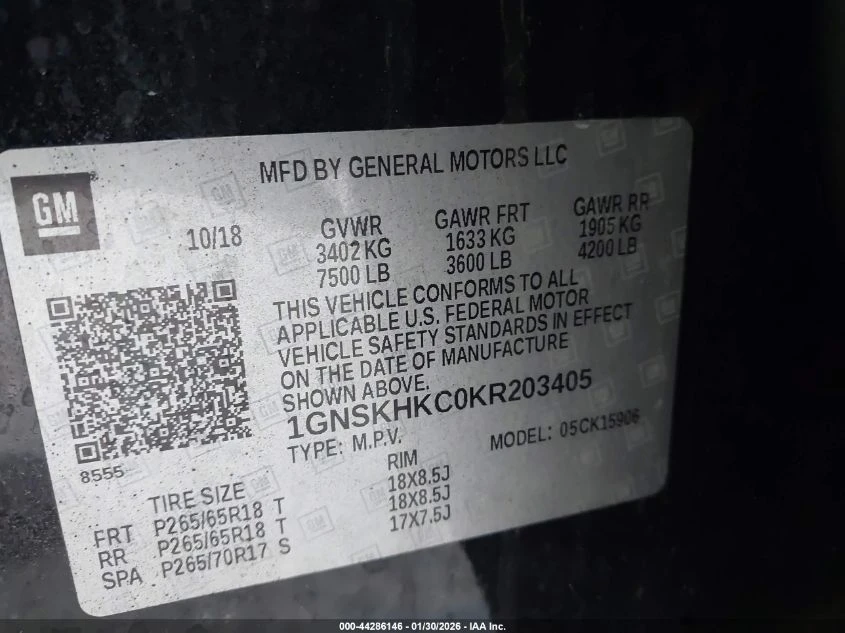 MFD BY GENERAL MOTORS LLC
GM
10/18
GVWR
3402 KG
7500 LB
GAWR FRT
1633 KG
3600 LB
GAWR RR
1905 KG
4200 LB
THIS VEHICLE CONFORMS TO ALL
APPLICABLE U.S. FEDERAL MOTOR
VEHICLE SAFETY STANDARDS IN EFFECT
ON THE DATE OF MANUFACTURE
SHOWN ABOVE.
1GNSKHKC0KR203405
TYPE: M.P.V.
MODEL: 05CK15906
8555
TIRE SIZE RIM
FRT P265/65R18 T 18X8.5J
RR P265/65R18 T 18X8.5J
SPA P265/70R17 S 17X7.5J
000-44286146 - 01/30/2026 - IAA Inc.